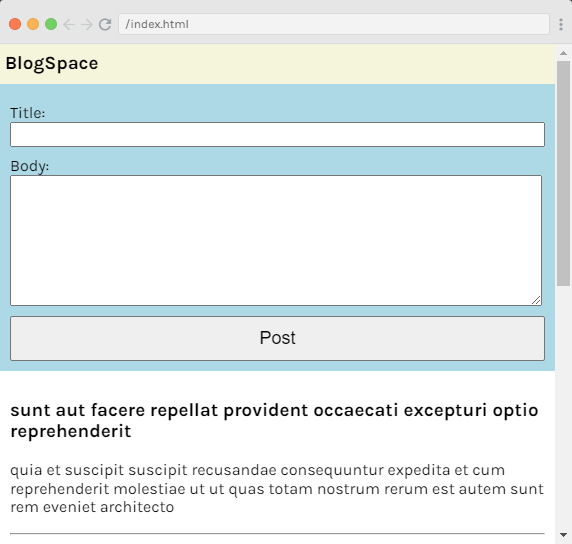 /index.html
BlogSpace
Title:
Body:
Post
sunt aut facere repellat provident occaecati excepturi optio
reprehenderit
quia et suscipit suscipit recusandae consequuntur expedita et cum
reprehenderit molestiae ut ut quas totam nostrum rerum est autem sunt
rem eveniet architecto